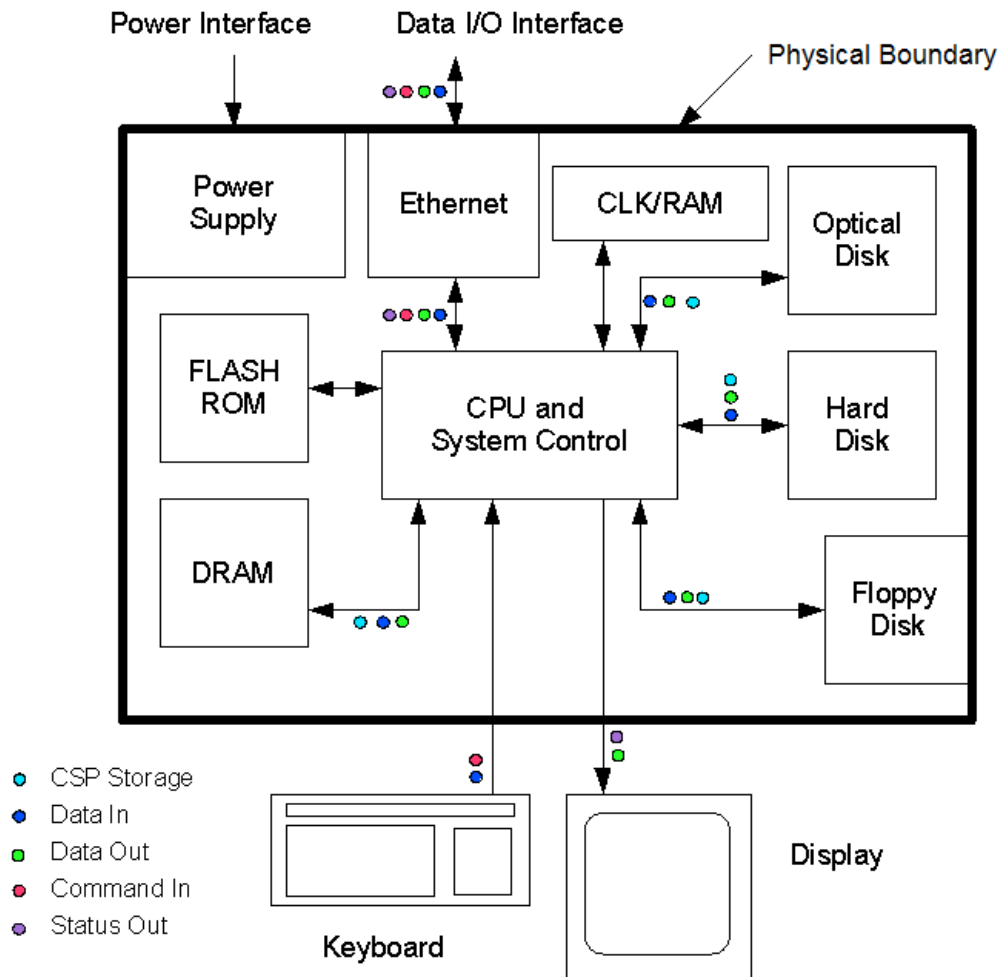 Power Interface
Data I/O Interface
Physical Boundary
Power
Supply
Ethernet
CLK/RAM
Optical
Disk
FLASH
ROM
CPU and
System Control
Hard
Disk
DRAM
Floppy
Disk
CSP Storage
Data In
Data Out
Command In
Status Out
Keyboard
Display